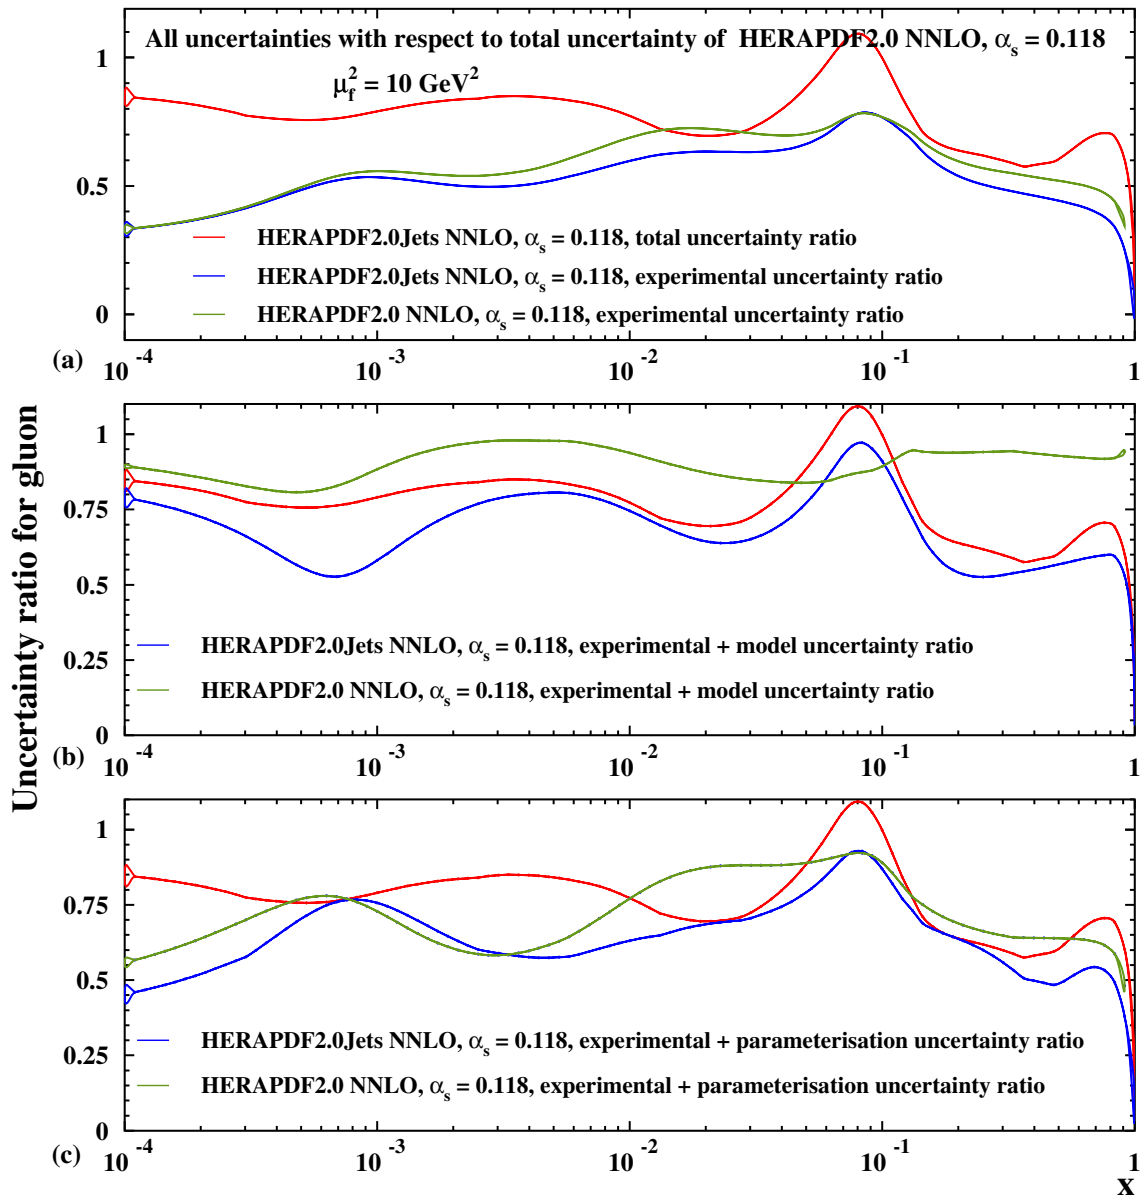 All uncertainties with respect to total uncertainty of HERAPDF2.0 NNLO, αs = 0.118
μf² = 10 GeV²
1
0.5
0
HERAPDF2.0Jets NNLO, αs = 0.118, total uncertainty ratio
HERAPDF2.0Jets NNLO, αs = 0.118, experimental uncertainty ratio
HERAPDF2.0 NNLO, αs = 0.118, experimental uncertainty ratio
(a)
10⁻⁴ 10⁻³ 10⁻² 10⁻¹ 1
Uncertainty ratio for gluon
1
0.75
0.5
0.25
0
HERAPDF2.0Jets NNLO, αs = 0.118, experimental + model uncertainty ratio
HERAPDF2.0 NNLO, αs = 0.118, experimental + model uncertainty ratio
(b)
10⁻⁴ 10⁻³ 10⁻² 10⁻¹ 1
1
0.75
0.5
0.25
0
HERAPDF2.0Jets NNLO, αs = 0.118, experimental + parameterisation uncertainty ratio
HERAPDF2.0 NNLO, αs = 0.118, experimental + parameterisation uncertainty ratio
(c)
10⁻⁴ 10⁻³ 10⁻² 10⁻¹ 1
x